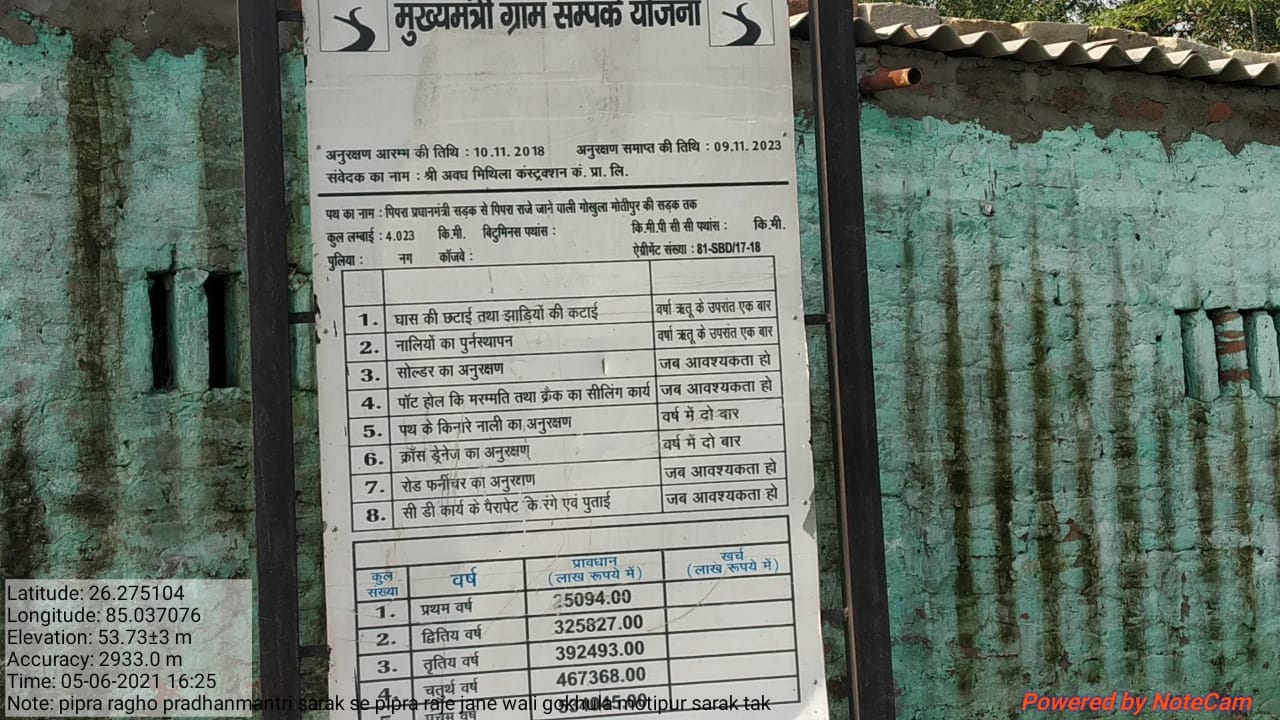 मुख्यमंत्री ग्राम सम्पर्क योजना
अनुरक्षण आरम्भ की तिथि : 10.11. 2018 अनुरक्षण समाप्त की तिथि : 09.11. 2023
संवेदक का नाम : श्री अवध मिथिला कंस्ट्रक्शन कं. प्रा. लि.
पथ का नाम : पिपरा प्रधानमंत्री सड़क से पिपरा राजे जाने वाली गोखुला मोतीपुर की सड़क तक
कुल लम्बाई : 4.023 कि.मी. बिटुमिनस पथांस : कि.मी.पी सी सी पथांस : कि.मी.
पुलिया : नग कॉजवे : ऐग्रीमेंट संख्या : 81-SBD/17-18
1. घास की छटाई तथा झाड़ियों की कटाई वर्षा ऋतू के उपरांत एक बार
2. नालियों का पुर्नस्थापन वर्षा ऋतू के उपरांत एक बार
3. सोल्डर का अनुरक्षण जब आवश्यकता हो
4. पॉट होल कि मरम्मति तथा क्रैक का सीलिंग कार्य जब आवश्यकता हो
5. पथ के किनारे नाली का अनुरक्षण वर्ष में दो बार
6. क्रॉस ड्रेनेज का अनुरक्षण वर्ष में दो बार
7. रोड फर्नीचर का अनुरक्षण जब आवश्यकता हो
8. सी डी कार्य के पैरापेट के रंगे एवं पुताई जब आवश्यकता हो
कुल संख्या वर्ष प्रावधान (लाख रूपये में) खर्च (लाख रूपये में)
1. प्रथम वर्ष 25094.00
2. द्वितिय वर्ष 325827.00
3. तृतिय वर्ष 392493.00
4 चतुर्थ वर्ष 467368.00
Latitude: 26.275104
Longitude: 85.037076
Elevation: 53.73±3 m
Accuracy: 2933.0 m
Time: 05-06-2021 16:25
Note: pipra ragho pradhanmantri sarak se pipra raje jane wali gokhula motipur sarak tak
Powered by NoteCam